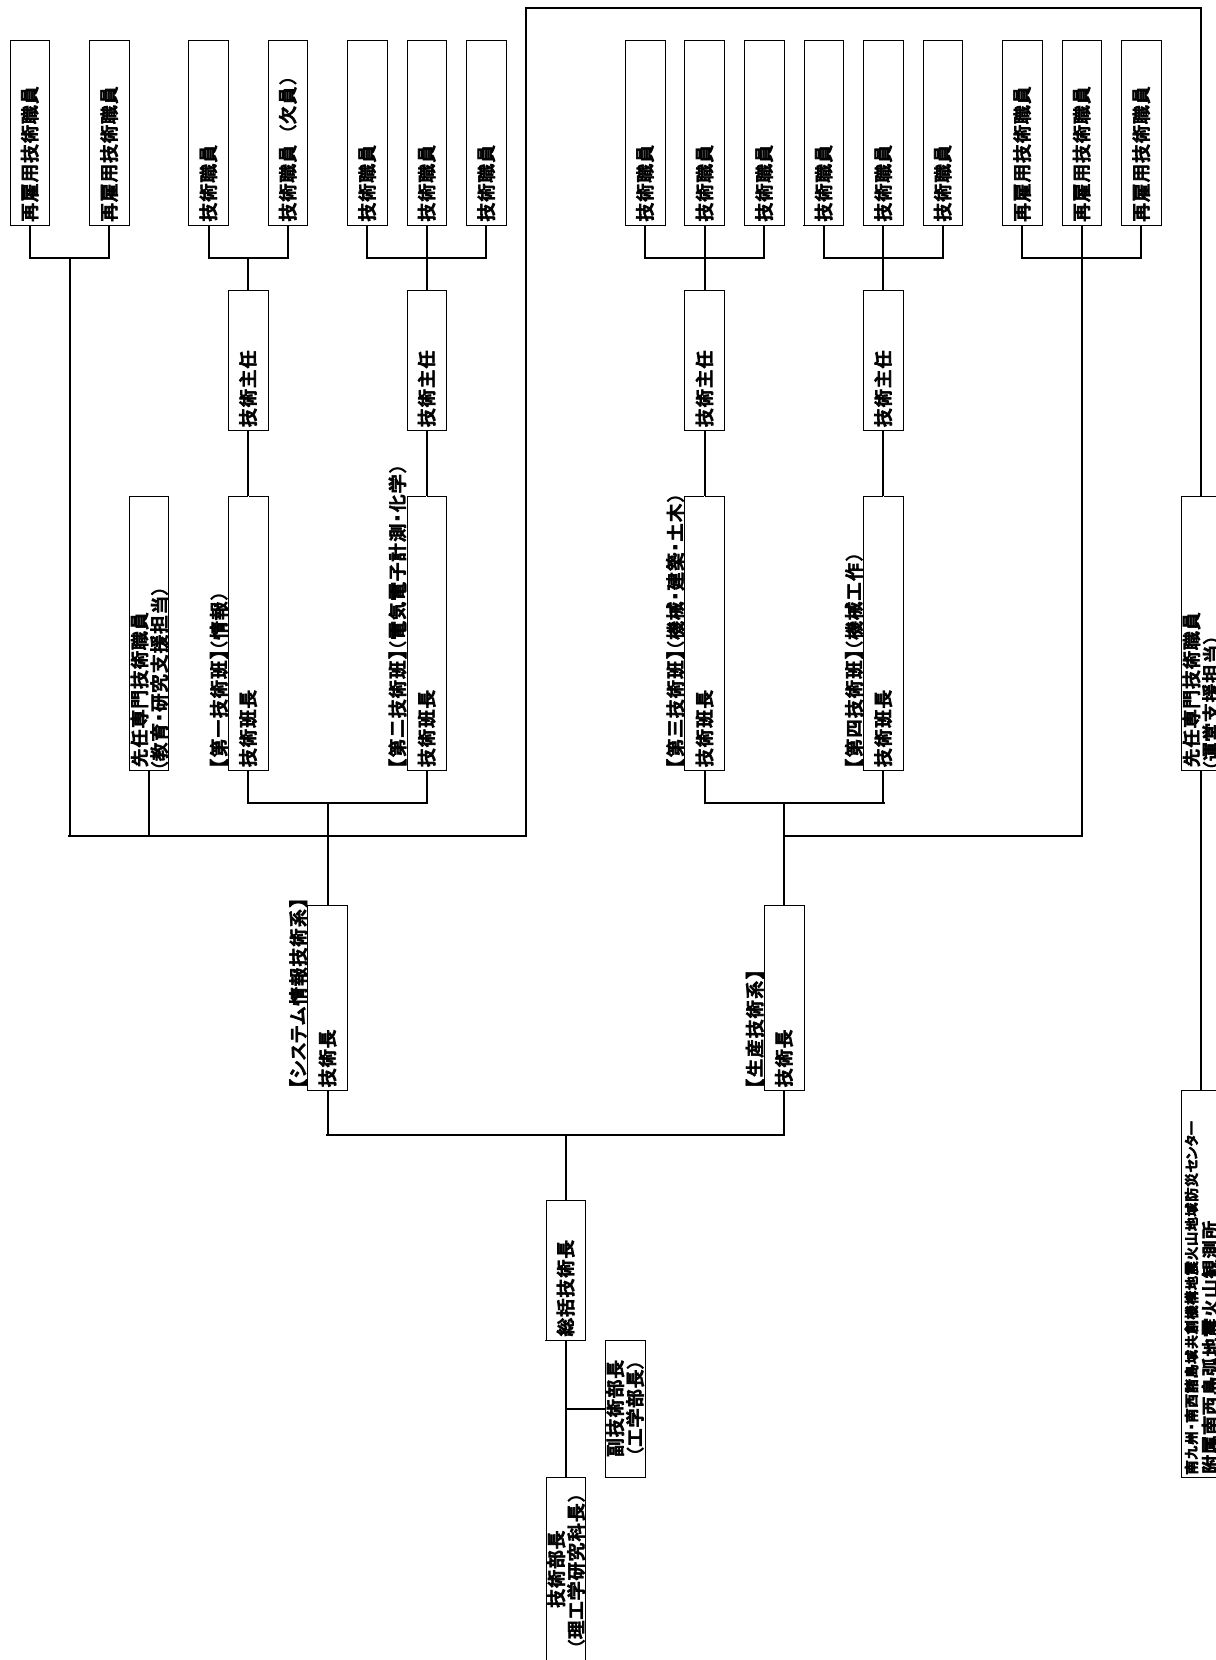 再雇用技術職員
再雇用技術職員
先任専門技術職員
(教育・研究支援担当)
技術職員
【第一技術班】(情報)
技術班長
技術主任
技術職員(欠員)
【システム情報技術系】
技術長
技術職員
【第二技術班】(電気電子計測・化学)
技術班長
技術主任
技術職員
技術職員
技術部長
(理工学研究科長)
総括技術長
副技術部長
(工学部長)
技術職員
【第三技術班】(機械・建築・土木)
技術班長
技術主任
技術職員
技術職員
【生産技術系】
技術長
技術職員
【第四技術班】(機械工作)
技術班長
技術主任
技術職員
技術職員
再雇用技術職員
再雇用技術職員
再雇用技術職員
南九州・南西諸島域共創機構地震火山地域防災センター
附属南西島弧地震火山観測所
先任専門技術職員
(運営支援担当)